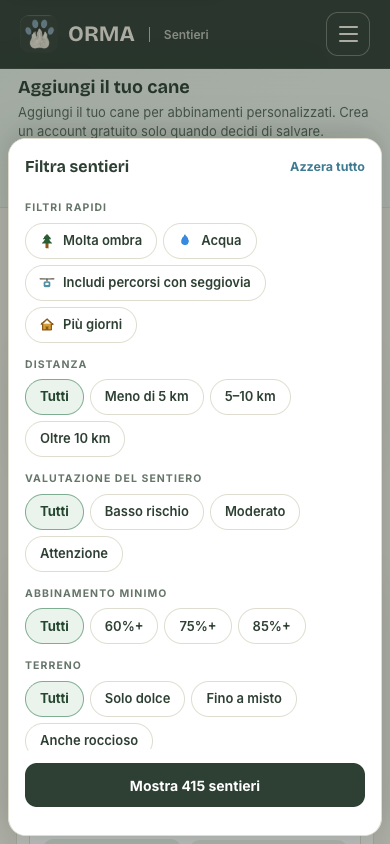 ORMA
Sentieri
Aggiungi il tuo cane
Aggiungi il tuo cane per abbinamenti personalizzati. Crea
un account gratuito solo quando decidi di salvare.
Filtra sentieri
Azzera tutto
FILTRI RAPIDI
Molta ombra
Acqua
Includi percorsi con seggiovia
Più giorni
DISTANZA
Tutti
Meno di 5 km
5–10 km
Oltre 10 km
VALUTAZIONE DEL SENTIERO
Tutti
Basso rischio
Moderato
Attenzione
ABBINAMENTO MINIMO
Tutti
60%+
75%+
85%+
TERRENO
Tutti
Solo dolce
Fino a misto
Anche roccioso
Mostra 415 sentieri